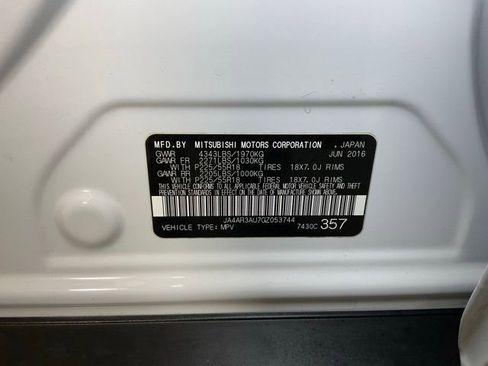 MFD.BY MITSUBISHI MOTORS CORPORATION . JAPAN
GVWR 4343LBS/1970KG JUN 2016
GAWR FR 2271LBS/1030KG
WITH P225/55R18 TIRES 18X7.0J RIMS
GAWR RR 2205LBS/1000KG
WITH P225/55R18 TIRES 18X7.0J RIMS
THIS VEHICLE CONFORMS TO ALL APPLICABLE FEDERAL
MOTOR VEHICLE SAFETY, BUMPER AND THEFT
PREVENTION STANDARDS IN EFFECT ON THE DATE OF
MANUFACTURE SHOWN ABOVE.
JA4AR3AU7GZ053744
VEHICLE TYPE: MPV 7430C 357